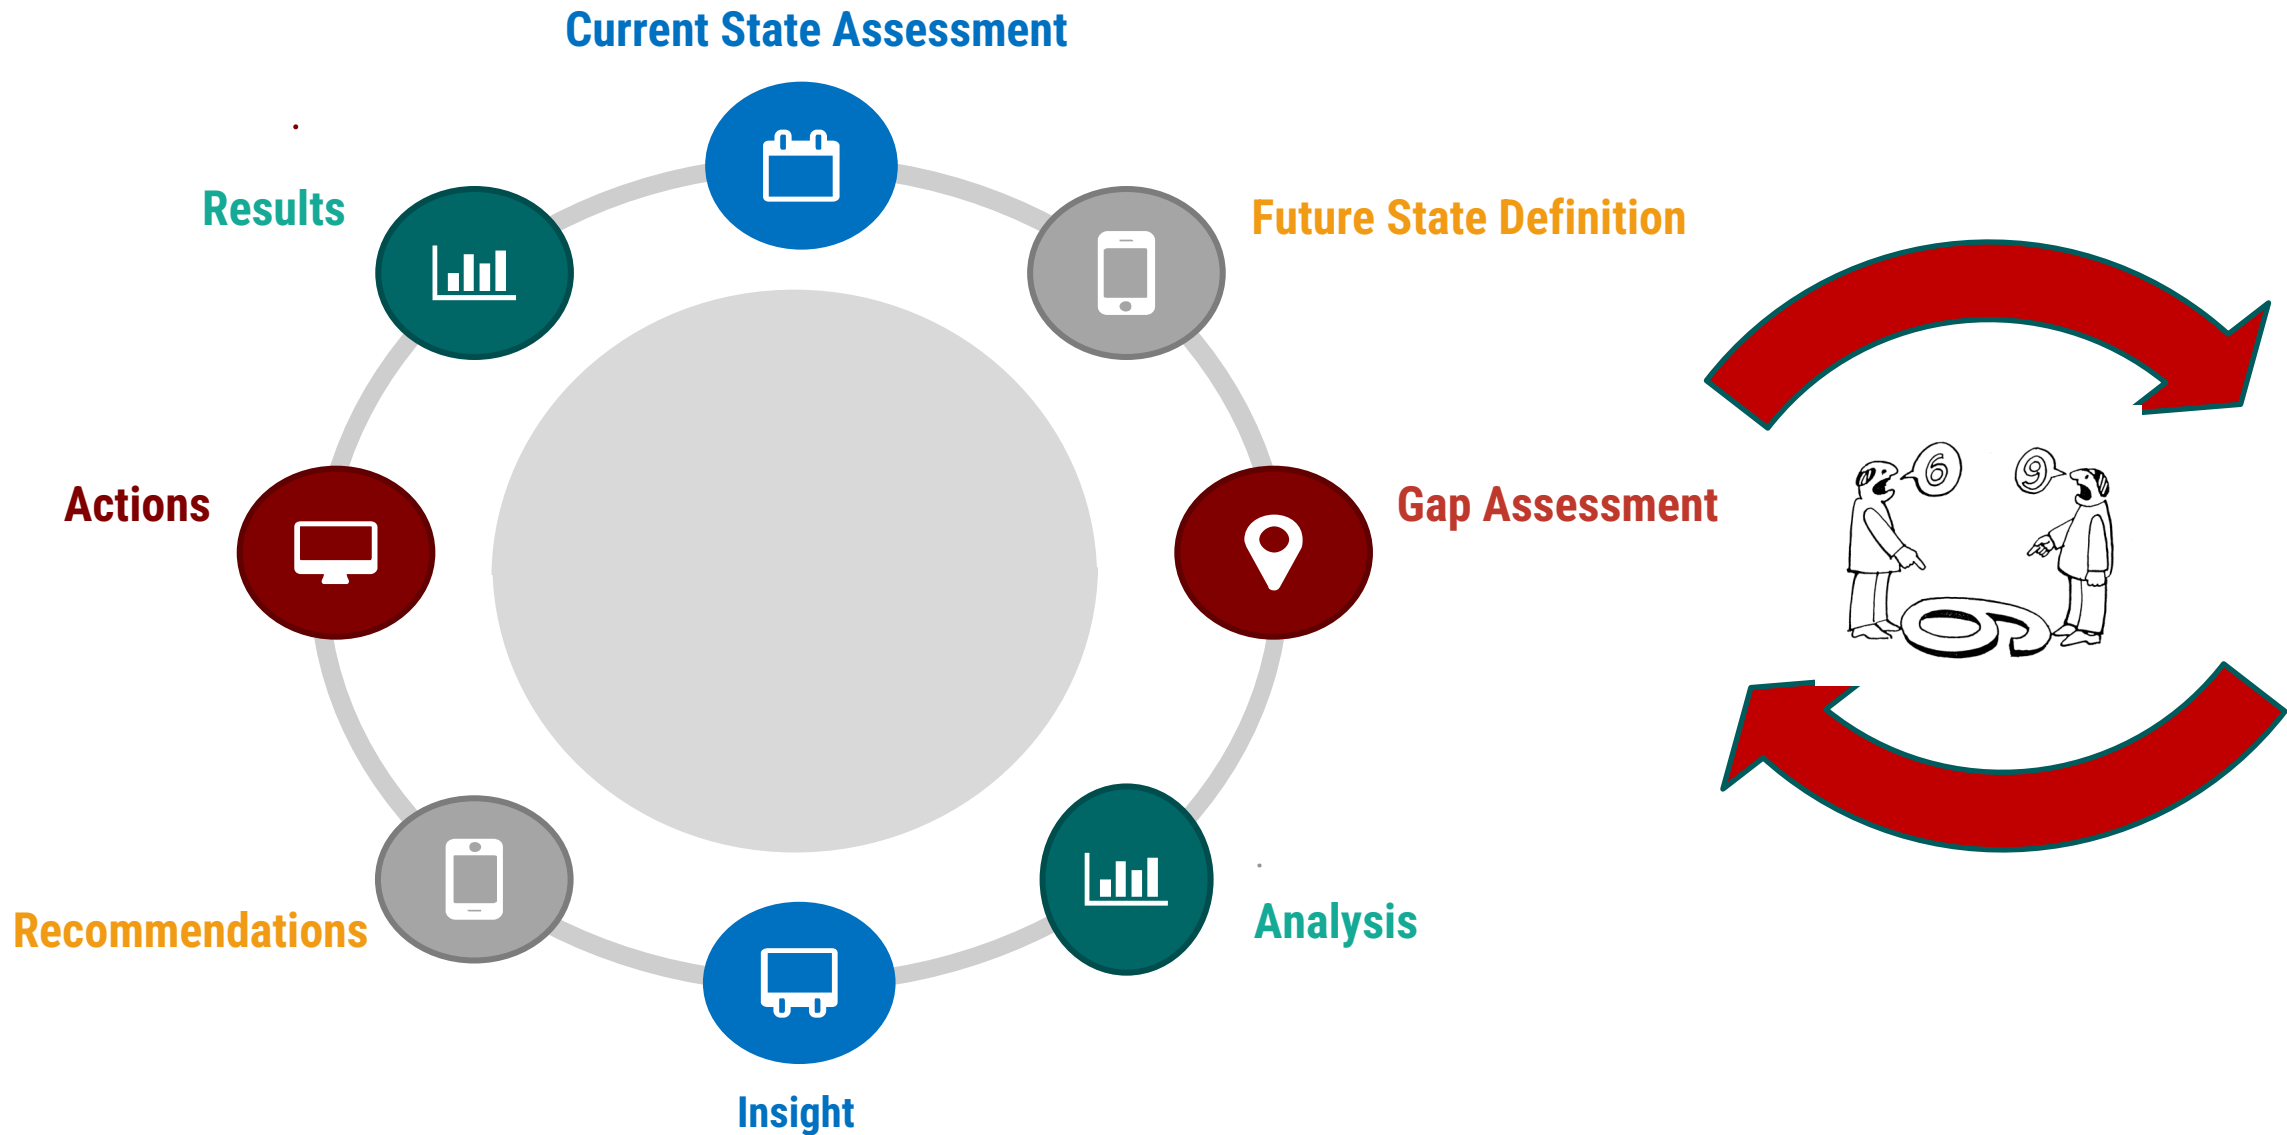 Current State Assessment
Results
Future State Definition
Actions
Gap Assessment
6
9
Recommendations
Analysis
Insight